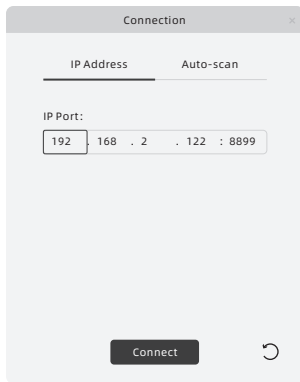 Connection ×
IP Address Auto-scan
IP Port:
192 . 168 . 2 . 122 : 8899
Connect